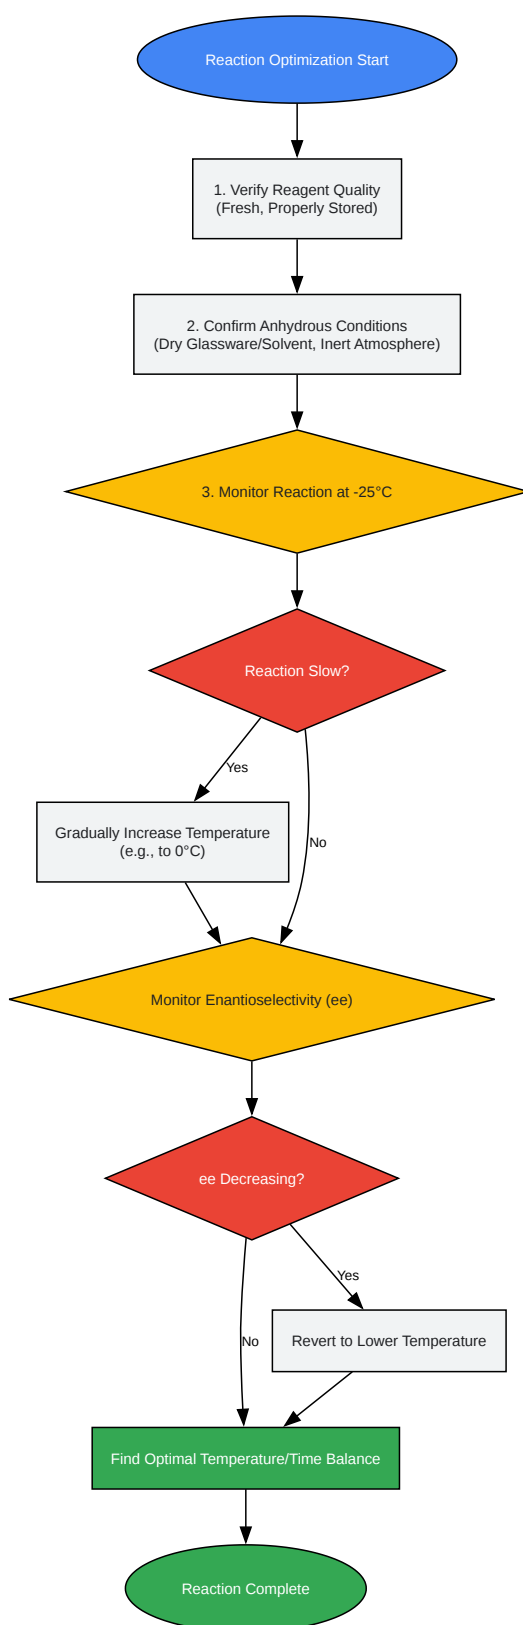 Reaction Optimization Start
1. Verify Reagent Quality
(Fresh, Properly Stored)
2. Confirm Anhydrous Conditions
(Dry Glassware/Solvent, Inert Atmosphere)
3. Monitor Reaction at -25°C
Reaction Slow?
Yes
Gradually Increase Temperature
(e.g., to 0°C)
No
Monitor Enantioselectivity (ee)
ee Decreasing?
Yes
No
Revert to Lower Temperature
Find Optimal Temperature/Time Balance
Reaction Complete